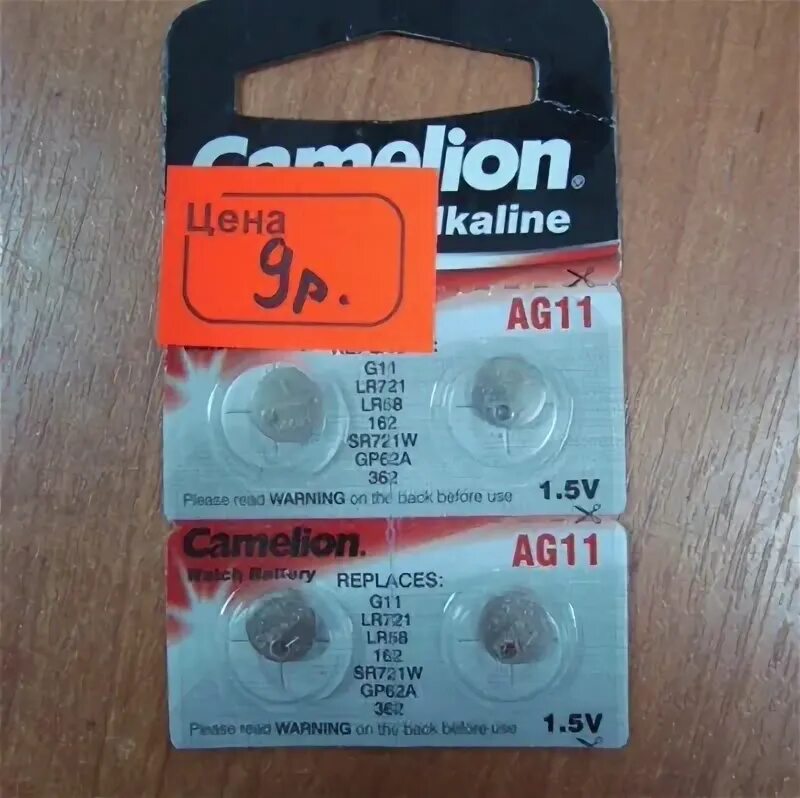 Camelion.
lkaline
Цена
9р.
AG11
G11
LR721
LR58
162
SR721W
GP62A
362
Please read WARNING on the back before use
1.5V
Camelion.
AG11
Watch Battery
REPLACES:
G11
LR721
LR58
162
SR721W
GP62A
362
Please read WARNING on the back before use
1.5V